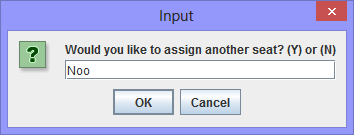 Input
Would you like to assign another seat? (Y) or (N)
Noo
OK Cancel